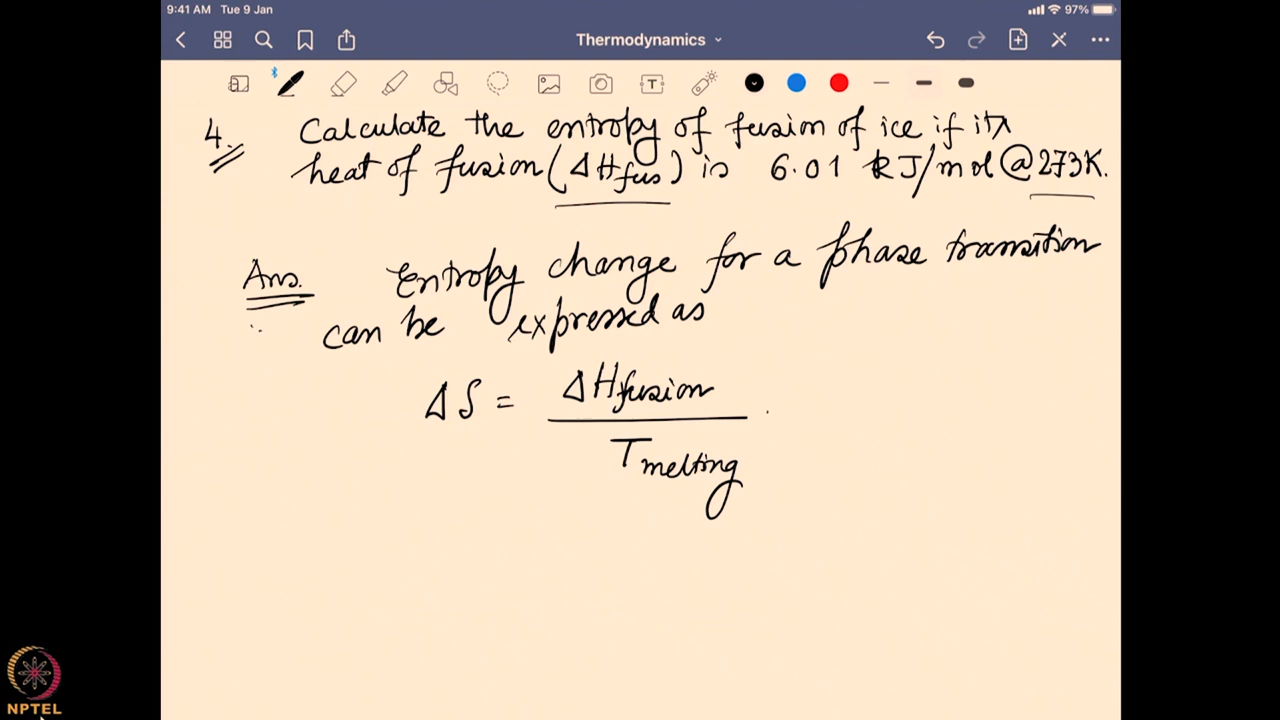 9:41 AM Tue 9 Jan
97%
Thermodynamics
T
4. Calculate the entropy of fusion of ice if its
heat of fusion (ΔHfus) is 6.01 kJ/mol @ 273K.
Ans. Entropy change for a phase transition
can be expressed as
ΔS = ΔHfusion / Tmelting
NPTEL